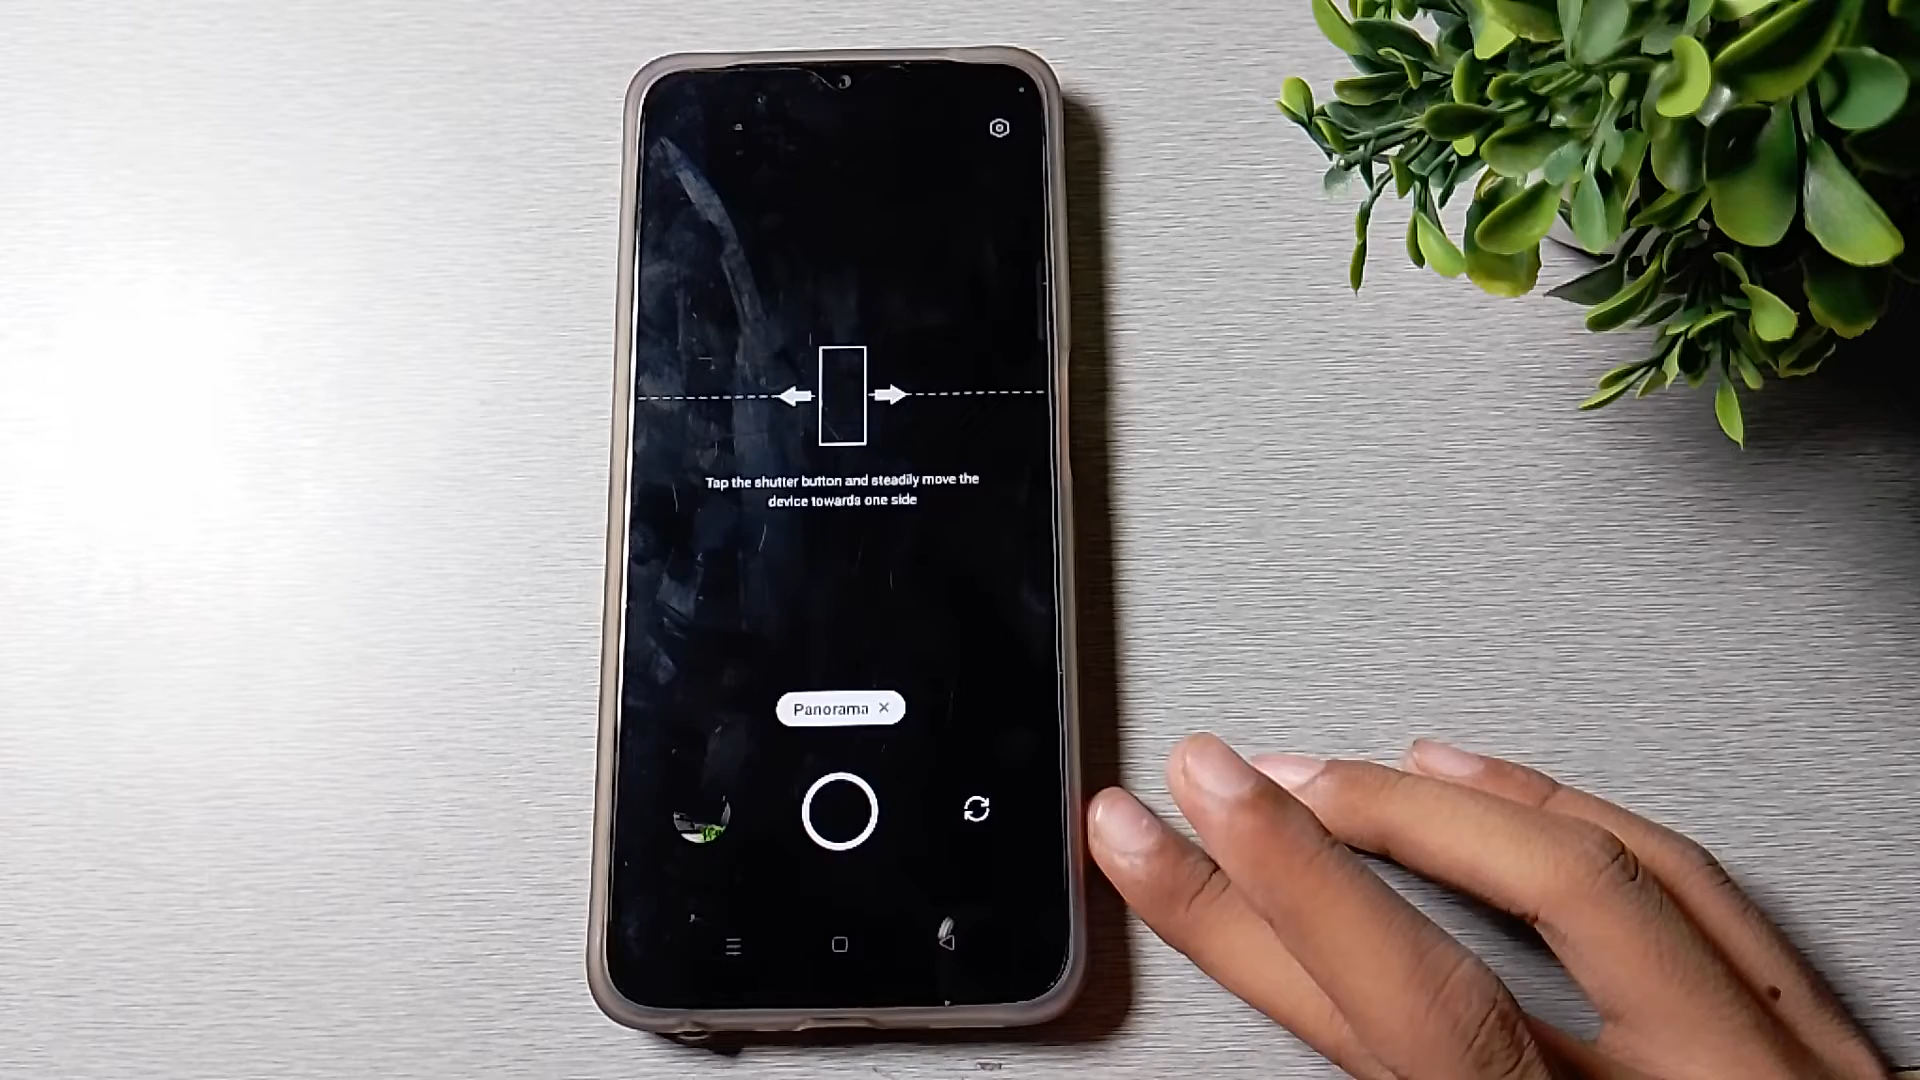 Tap the shutter button and steadily move the
device towards one side
Panorama ×